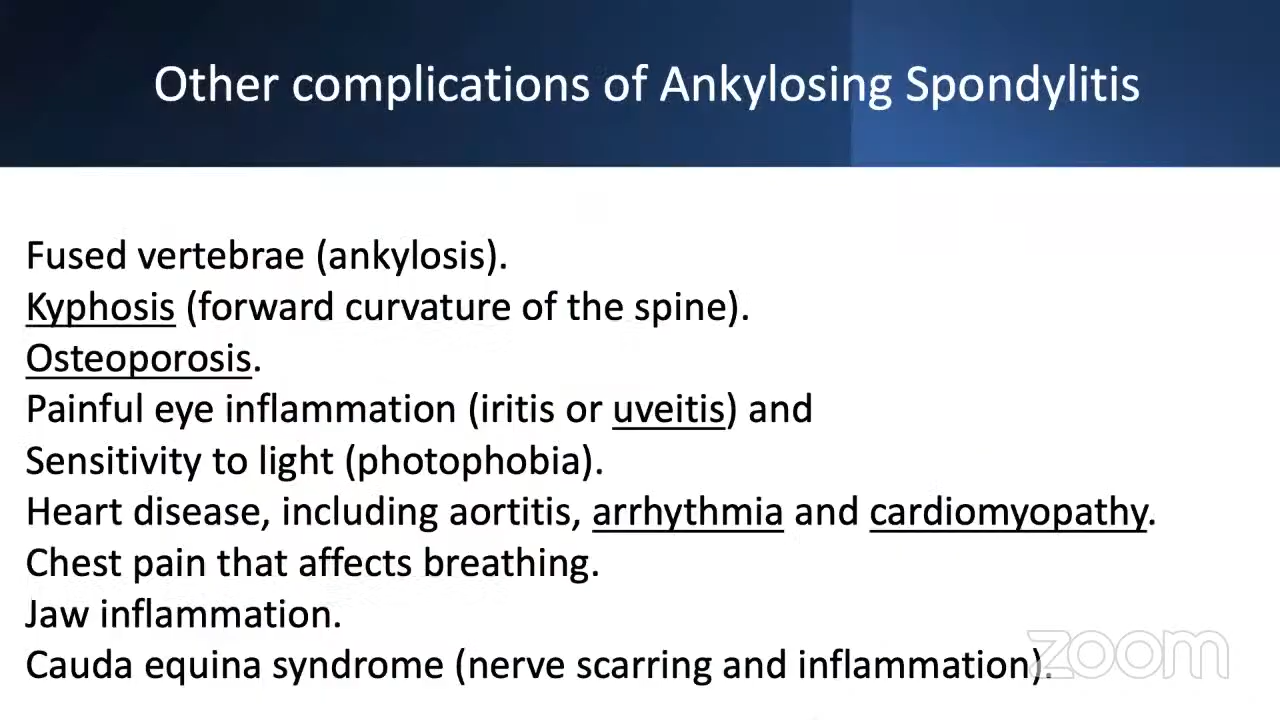 Other complications of Ankylosing Spondylitis
Fused vertebrae (ankylosis).
Kyphosis (forward curvature of the spine).
Osteoporosis.
Painful eye inflammation (iritis or uveitis) and
Sensitivity to light (photophobia).
Heart disease, including aortitis, arrhythmia and cardiomyopathy.
Chest pain that affects breathing.
Jaw inflammation.
Cauda equina syndrome (nerve scarring and inflammation).
zoom